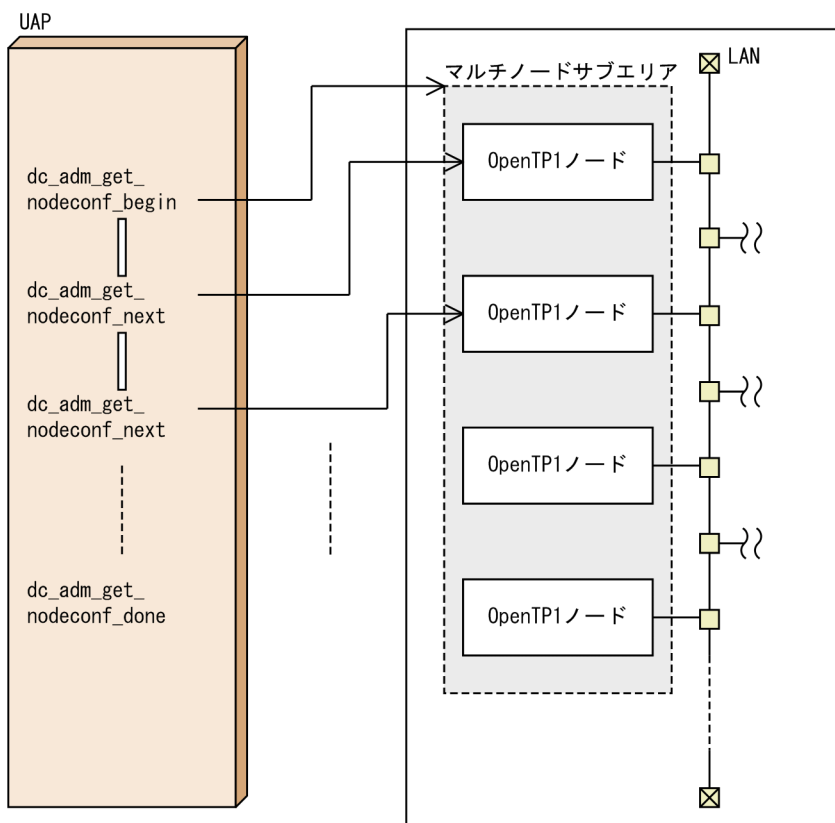 UAP
dc_adm_get_
nodeconf_begin
dc_adm_get_
nodeconf_next
dc_adm_get_
nodeconf_next
dc_adm_get_
nodeconf_done
マルチノードサブエリア
LAN
OpenTP1ノード
OpenTP1ノード
OpenTP1ノード
OpenTP1ノード